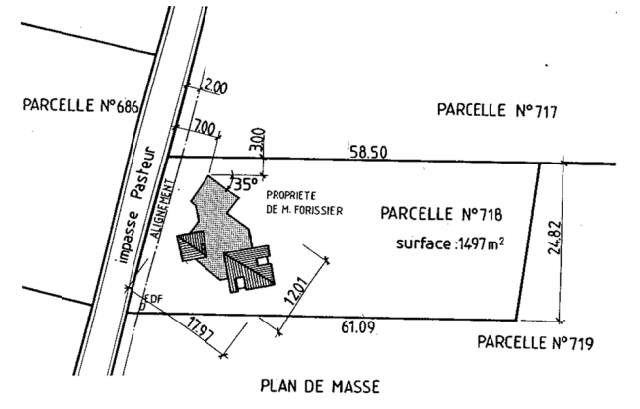 2.00
PARCELLE N°686
7.00
3.00
PARCELLE N°717
58.50
impasse Pasteur
ALIGNEMENT
35°
PROPRIETE
DE M. FORISSIER
PARCELLE N°718
surface : 1497 m²
24.82
EDF
12.01
17.97
61.09
PARCELLE N°719
PLAN DE MASSE